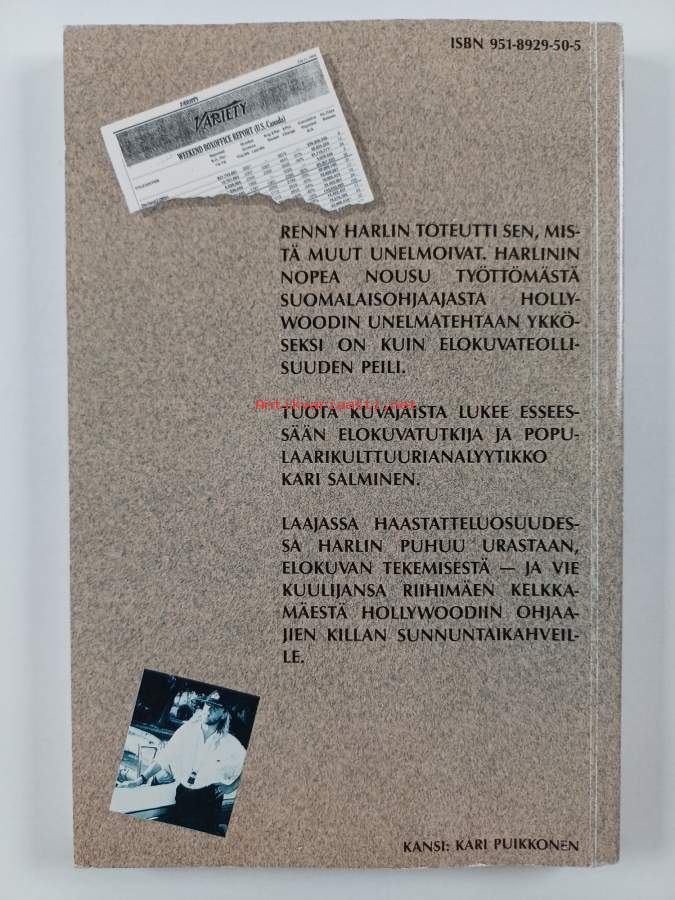 ISBN 951-8929-50-5
VARIETY
VARIETY
WEEKEND BOXOFFICE REPORT (U.S./Canada)
RENNY HARLIN TOTEUTTI SEN, MIS-
TÄ MUUT UNELMOIVAT. HARLININ
NOPEA NOUSU TYÖTTÖMÄSTÄ
SUOMALAISOHJAAJASTA HOLLY-
WOODIN UNELMATEHTAAN YKKÖ-
SEKSI ON KUIN ELOKUVATEOLLI-
SUUDEN PEILI.
Antikvariaatti.net
TUOTA KUVAJAISTA LUKEE ESSEES-
SÄÄN ELOKUVATUTKIJA JA POPU-
LAARIKULTTUURIANALYYTIKKO
KARI SALMINEN.
LAAJASSA HAASTATTELUOSUUDES-
SA HARLIN PUHUU URASTAAN,
ELOKUVAN TEKEMISESTÄ — JA VIE
KUULIJANSA RIIHIMÄEN KELKKA-
MÄESTÄ HOLLYWOODIIN OHJAA-
JIEN KILLAN SUNNUNTAIKAHVEIL-
LE.
KANSI: KARI PUIKKONEN